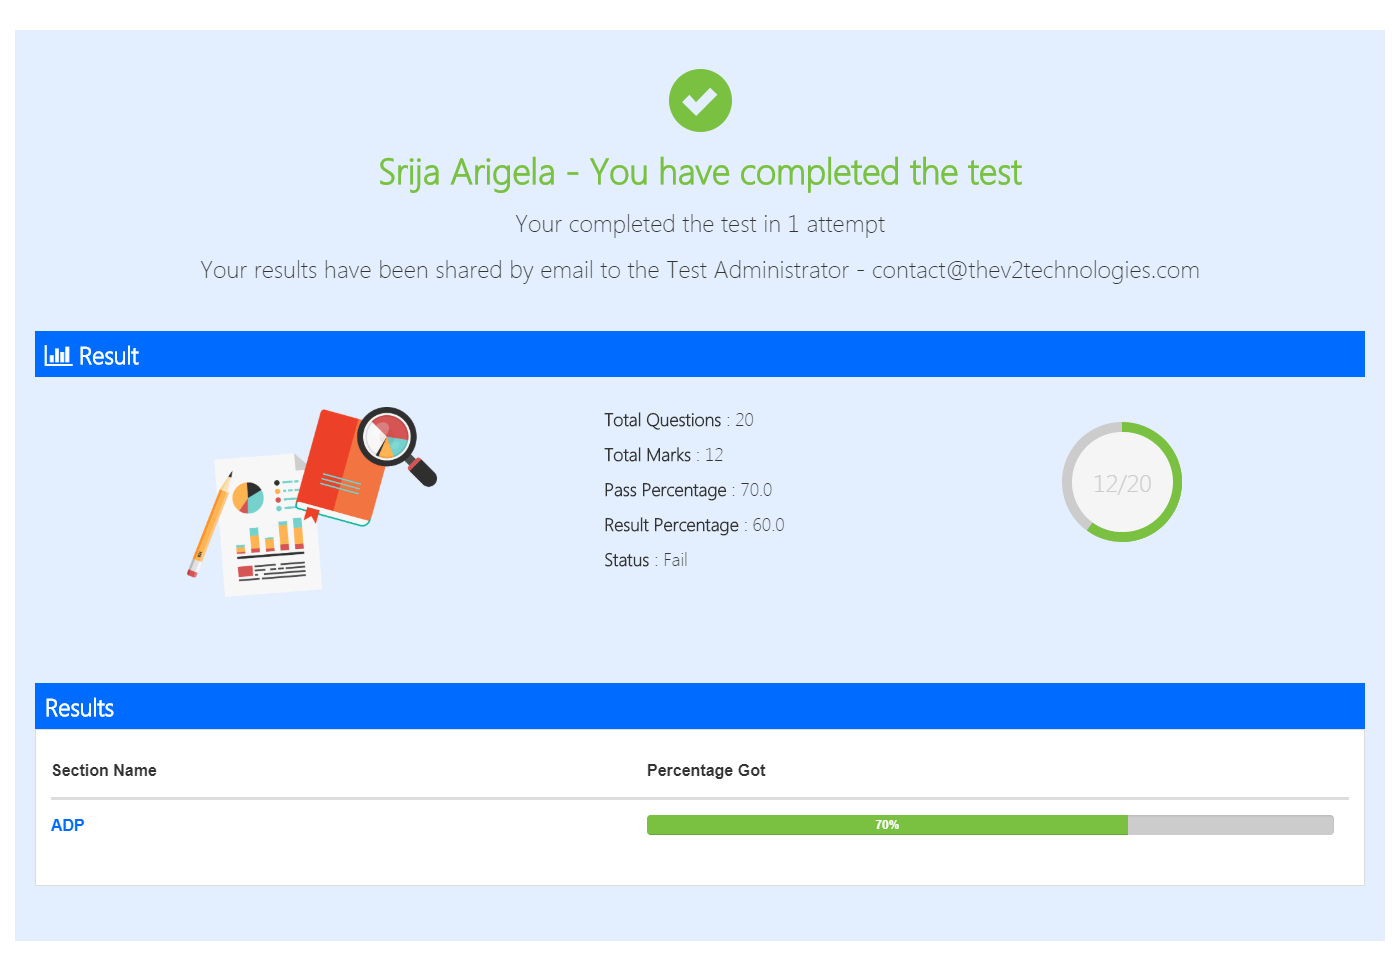 Srija Arigela - You have completed the test
Your completed the test in 1 attempt
Your results have been shared by email to the Test Administrator - contact@thev2technologies.com
Result
Total Questions : 20
Total Marks : 12
Pass Percentage : 70.0
Result Percentage : 60.0
Status : Fail
12/20
Results
Section Name Percentage Got
ADP 70%